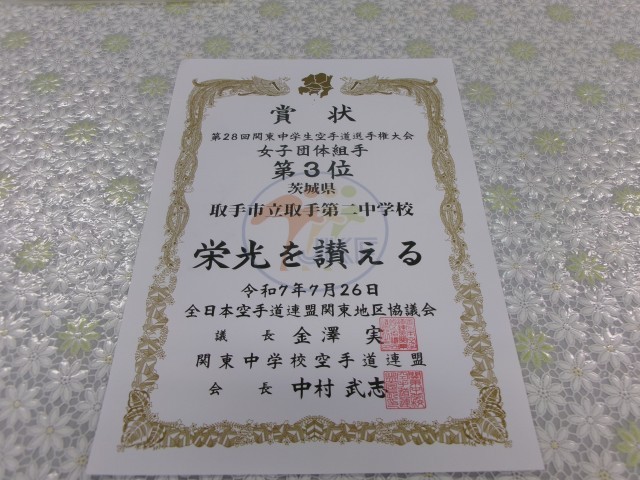 賞状
第28回関東中学生空手道選手権大会
女子団体組手
第3位
茨城県
取手市立取手第二中学校
栄光を讃える
令和7年7月26日
全日本空手道連盟関東地区協議会
議長 金澤 実
関東中学校空手道連盟
会長 中村 武志